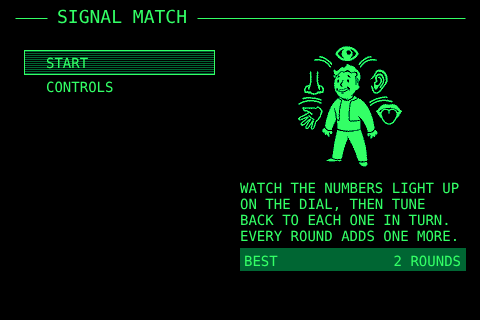 SIGNAL MATCH
START
CONTROLS
WATCH THE NUMBERS LIGHT UP
ON THE DIAL, THEN TUNE
BACK TO EACH ONE IN TURN.
EVERY ROUND ADDS ONE MORE.
BEST 2 ROUNDS